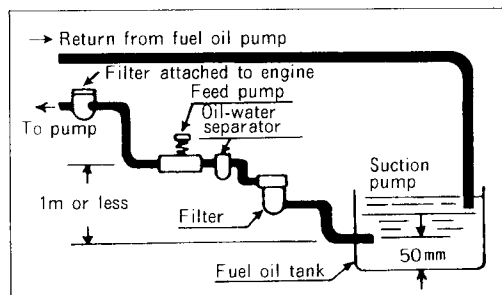 → Return from fuel oil pump
Filter attached to engine
Feed pump
Oil-water
separator
To pump
Suction
pump
1m or less
Filter
50mm
Fuel oil tank